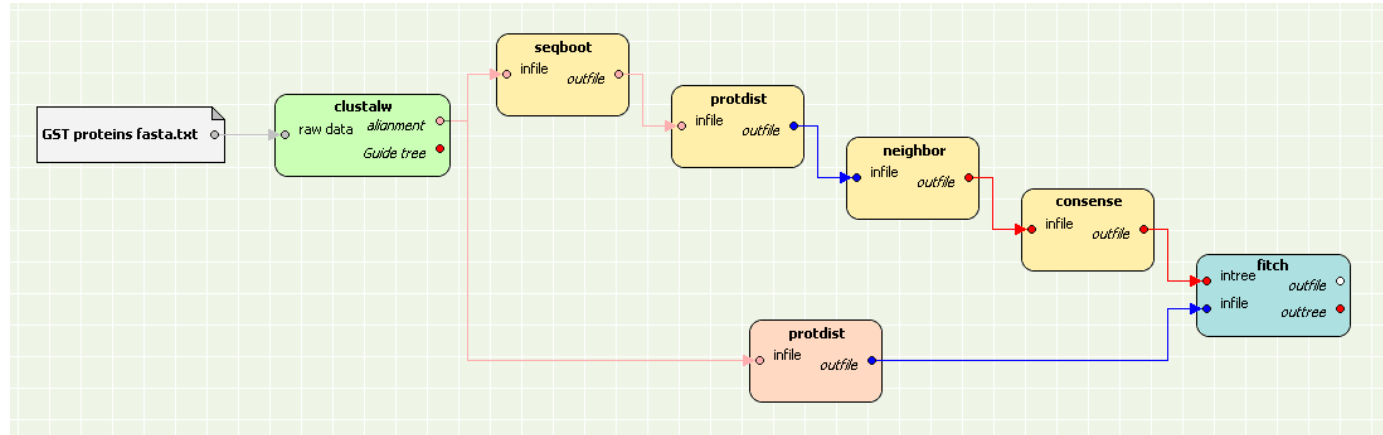 GST proteins fasta.txt
clustalw
raw data
alignment
Guide tree
seqboot
infile
outfile
protdist
infile
outfile
neighbor
infile
outfile
consense
infile
outfile
fitch
intree
outfile
infile
outtree
protdist
infile
outfile